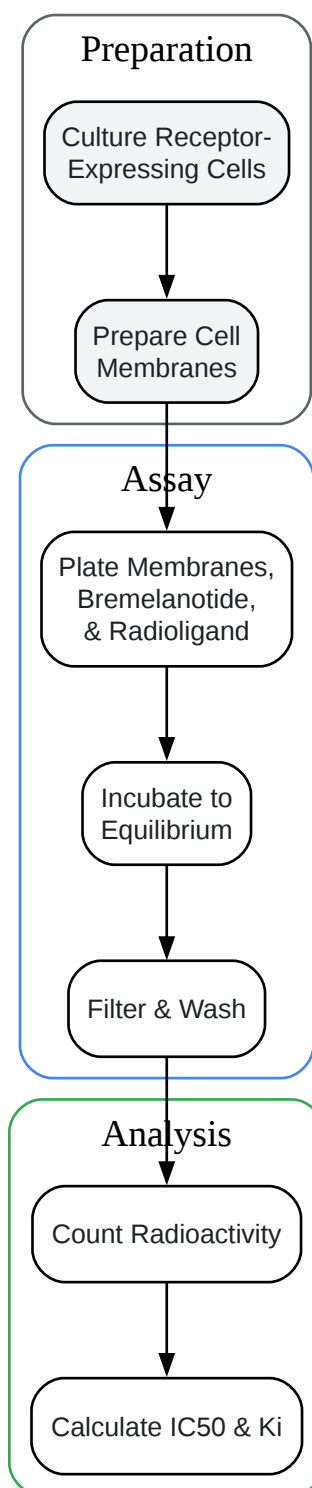 Preparation
Culture Receptor-
Expressing Cells
Prepare Cell
Membranes
Assay
Plate Membranes,
Bremelanotide,
& Radioligand
Incubate to
Equilibrium
Filter & Wash
Analysis
Count Radioactivity
Calculate IC50 & Ki